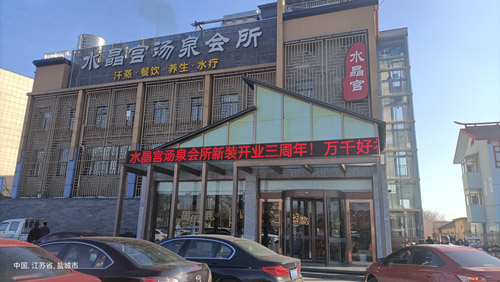 水晶宫汤泉会所
汗蒸·餐饮·养生·水疗
水晶宫
水晶宫汤泉会所新装开业三周年！万千好礼
中国, 江苏省, 盐城市